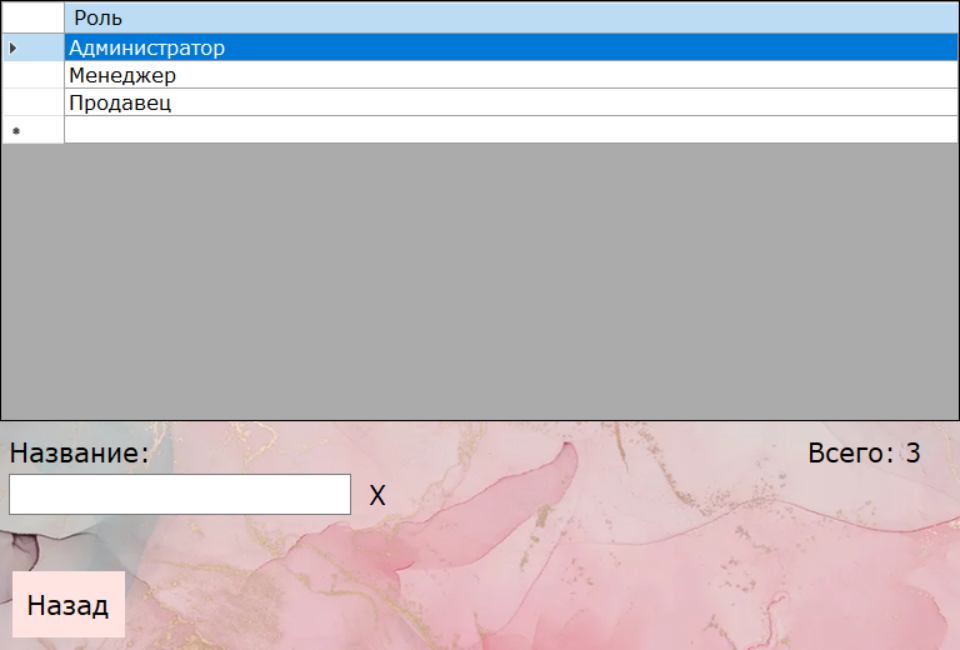 Роль
Администратор
Менеджер
Продавец
Название:
Всего: 3
X
Назад